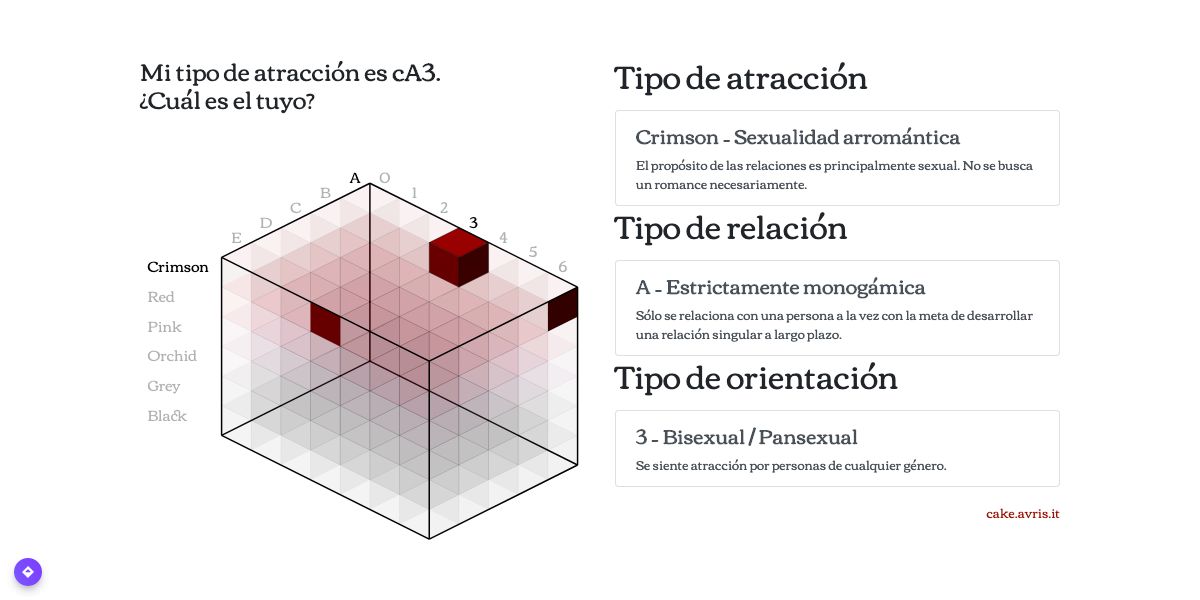 Mi tipo de atracción es cA3.
¿Cuál es el tuyo?
A O
B 1
C 2
D 3
E 4
5
6
Crimson
Red
Pink
Orchid
Grey
Black
Tipo de atracción
Crimson - Sexualidad arromántica
El propósito de las relaciones es principalmente sexual. No se busca
un romance necesariamente.
Tipo de relación
A - Estrictamente monogámica
Sólo se relaciona con una persona a la vez con la meta de desarrollar
una relación singular a largo plazo.
Tipo de orientación
3 - Bisexual / Pansexual
Se siente atracción por personas de cualquier género.
cake.avris.it